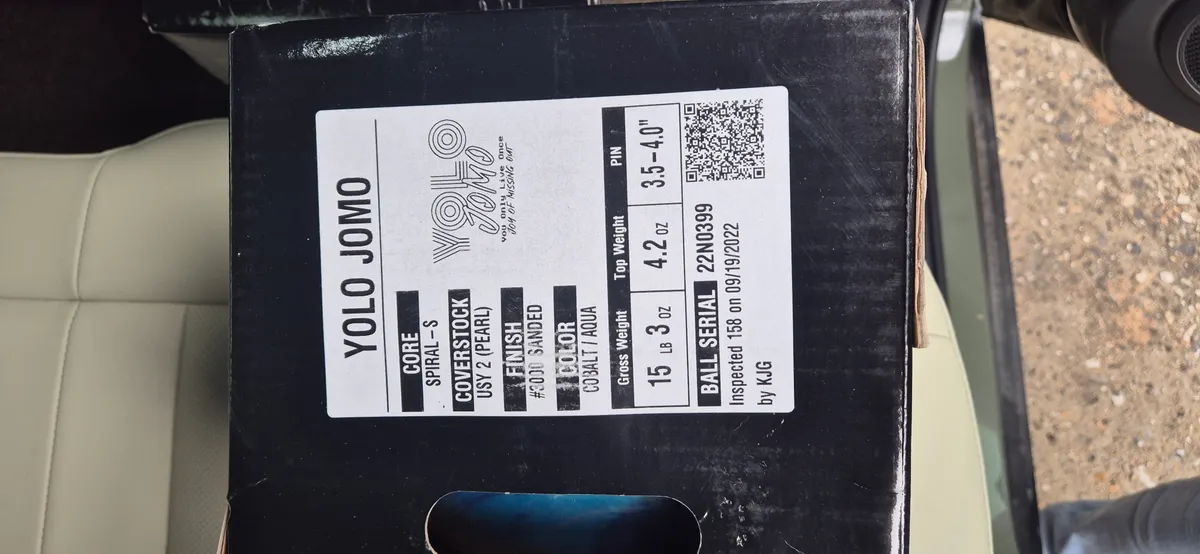 YOLO JOMO
CORE
SPIRAL-S
COVERSTOCK
USY 2 (PEARL)
FINISH
#3000 SANDED
COLOR
COBALT / AQUA
YOLO
JOMO
You Only Live Once
JOY OF MISSING OUT
Gross Weight Top Weight PIN
15 LB 3 OZ 4.2 OZ 3.5-4.0"
BALL SERIAL 22N0399
Inspected 158 on 09/19/2022
by KJG